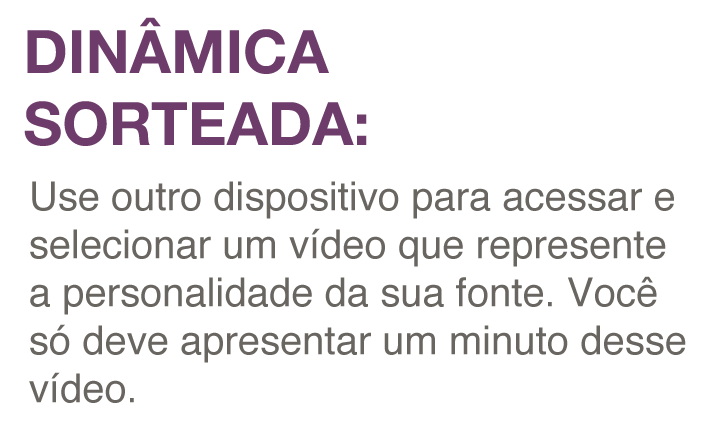 DINÂMICA
SORTEADA:
Use outro dispositivo para acessar e
selecionar um vídeo que represente
a personalidade da sua fonte. Você
só deve apresentar um minuto desse
vídeo.